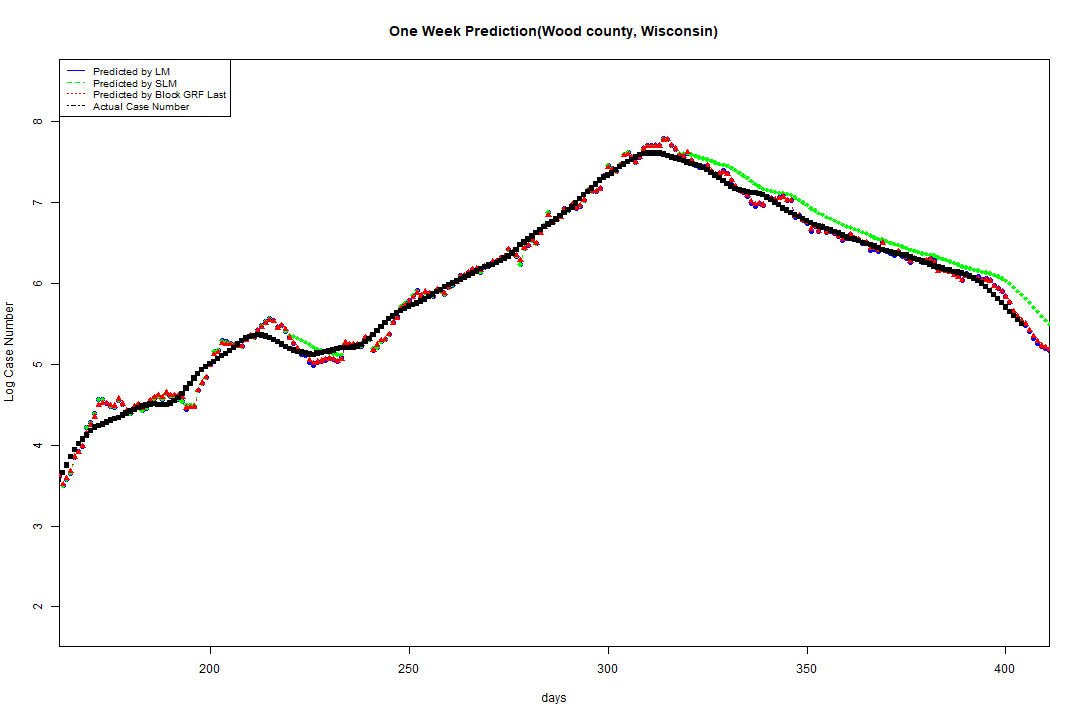 One Week Prediction(Wood county, Wisconsin)
Predicted by LM
Predicted by SLM
Predicted by Block GRF Last
Actual Case Number
8
7
6
5
4
3
2
Log Case Number
200 250 300 350 400
days